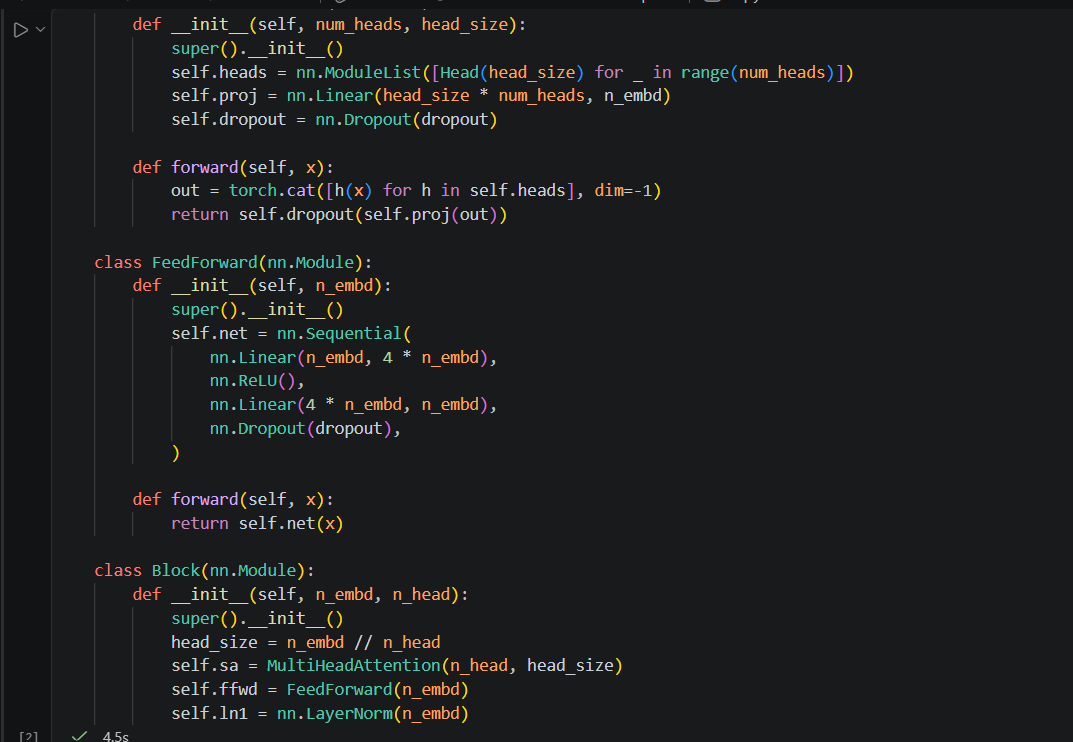 def __init__(self, num_heads, head_size):
super().__init__()
self.heads = nn.ModuleList([Head(head_size) for _ in range(num_heads)])
self.proj = nn.Linear(head_size * num_heads, n_embd)
self.dropout = nn.Dropout(dropout)
def forward(self, x):
out = torch.cat([h(x) for h in self.heads], dim=-1)
return self.dropout(self.proj(out))
class FeedForward(nn.Module):
def __init__(self, n_embd):
super().__init__()
self.net = nn.Sequential(
nn.Linear(n_embd, 4 * n_embd),
nn.ReLU(),
nn.Linear(4 * n_embd, n_embd),
nn.Dropout(dropout),
)
def forward(self, x):
return self.net(x)
class Block(nn.Module):
def __init__(self, n_embd, n_head):
super().__init__()
head_size = n_embd // n_head
self.sa = MultiHeadAttention(n_head, head_size)
self.ffwd = FeedForward(n_embd)
self.ln1 = nn.LayerNorm(n_embd)
[2] 4.5s